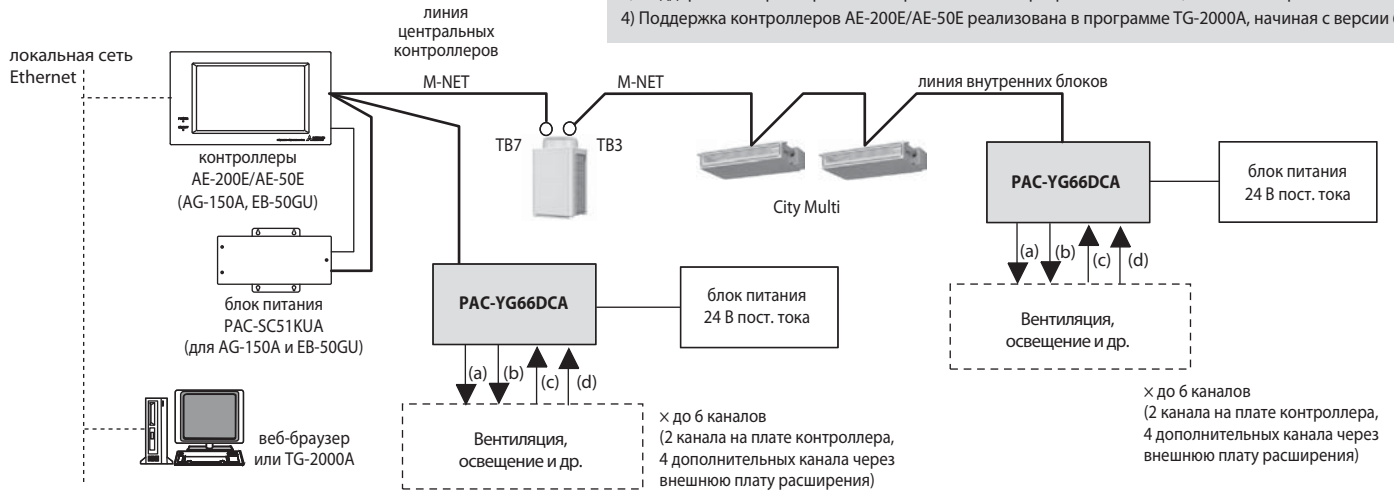 4) Поддержка контроллеров AE-200E/AE-50E реализована в программе TG-2000A, начиная с версии
линия
центральных
контроллеров
локальная сеть
Ethernet
M-NET
M-NET
линия внутренних блоков
TB7
TB3
контроллеры
AE-200E/AE-50E
(AG-150A, EB-50GU)
City Multi
PAC-YG66DCA
блок питания
24 В пост. тока
(a)
(b)
(c)
(d)
Вентиляция,
освещение и др.
× до 6 каналов
(2 канала на плате контроллера,
4 дополнительных канала через
внешнюю плату расширения)
блок питания
PAC-SC51KUA
(для AG-150A и EB-50GU)
PAC-YG66DCA
блок питания
24 В пост. тока
(a)
(b)
(c)
(d)
Вентиляция,
освещение и др.
× до 6 каналов
(2 канала на плате контроллера,
4 дополнительных канала через
внешнюю плату расширения)
веб-браузер
или TG-2000A